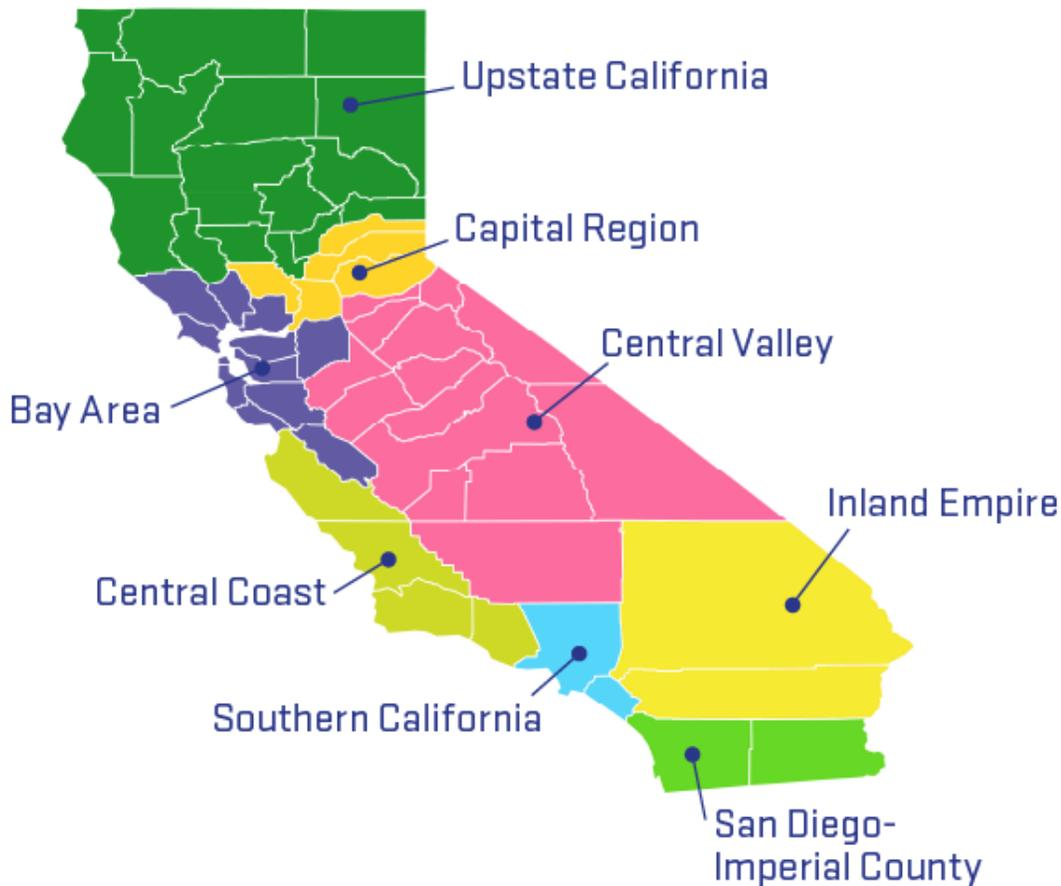 Upstate California
Capital Region
Central Valley
Bay Area
Inland Empire
Central Coast
Southern California
San Diego-
Imperial County